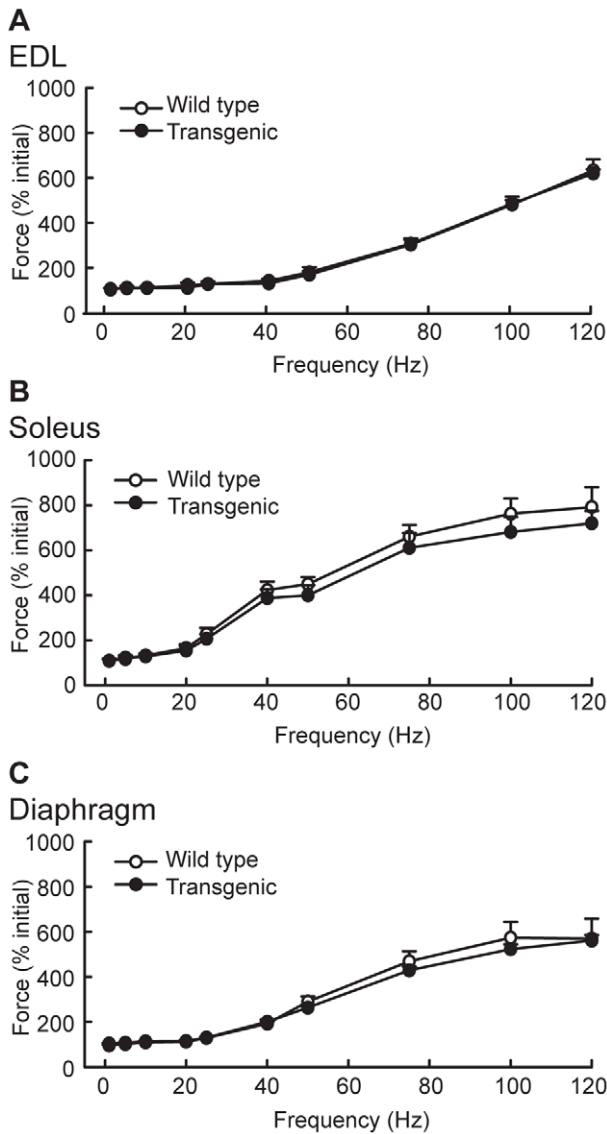 A
EDL
1000
800
600
400
200
0
Force (% initial)
Wild type
Transgenic
0 20 40 60 80 100 120
Frequency (Hz)
B
Soleus
1000
800
600
400
200
0
Force (% initial)
Wild type
Transgenic
0 20 40 60 80 100 120
Frequency (Hz)
C
Diaphragm
1000
800
600
400
200
0
Force (% initial)
Wild type
Transgenic
0 20 40 60 80 100 120
Frequency (Hz)